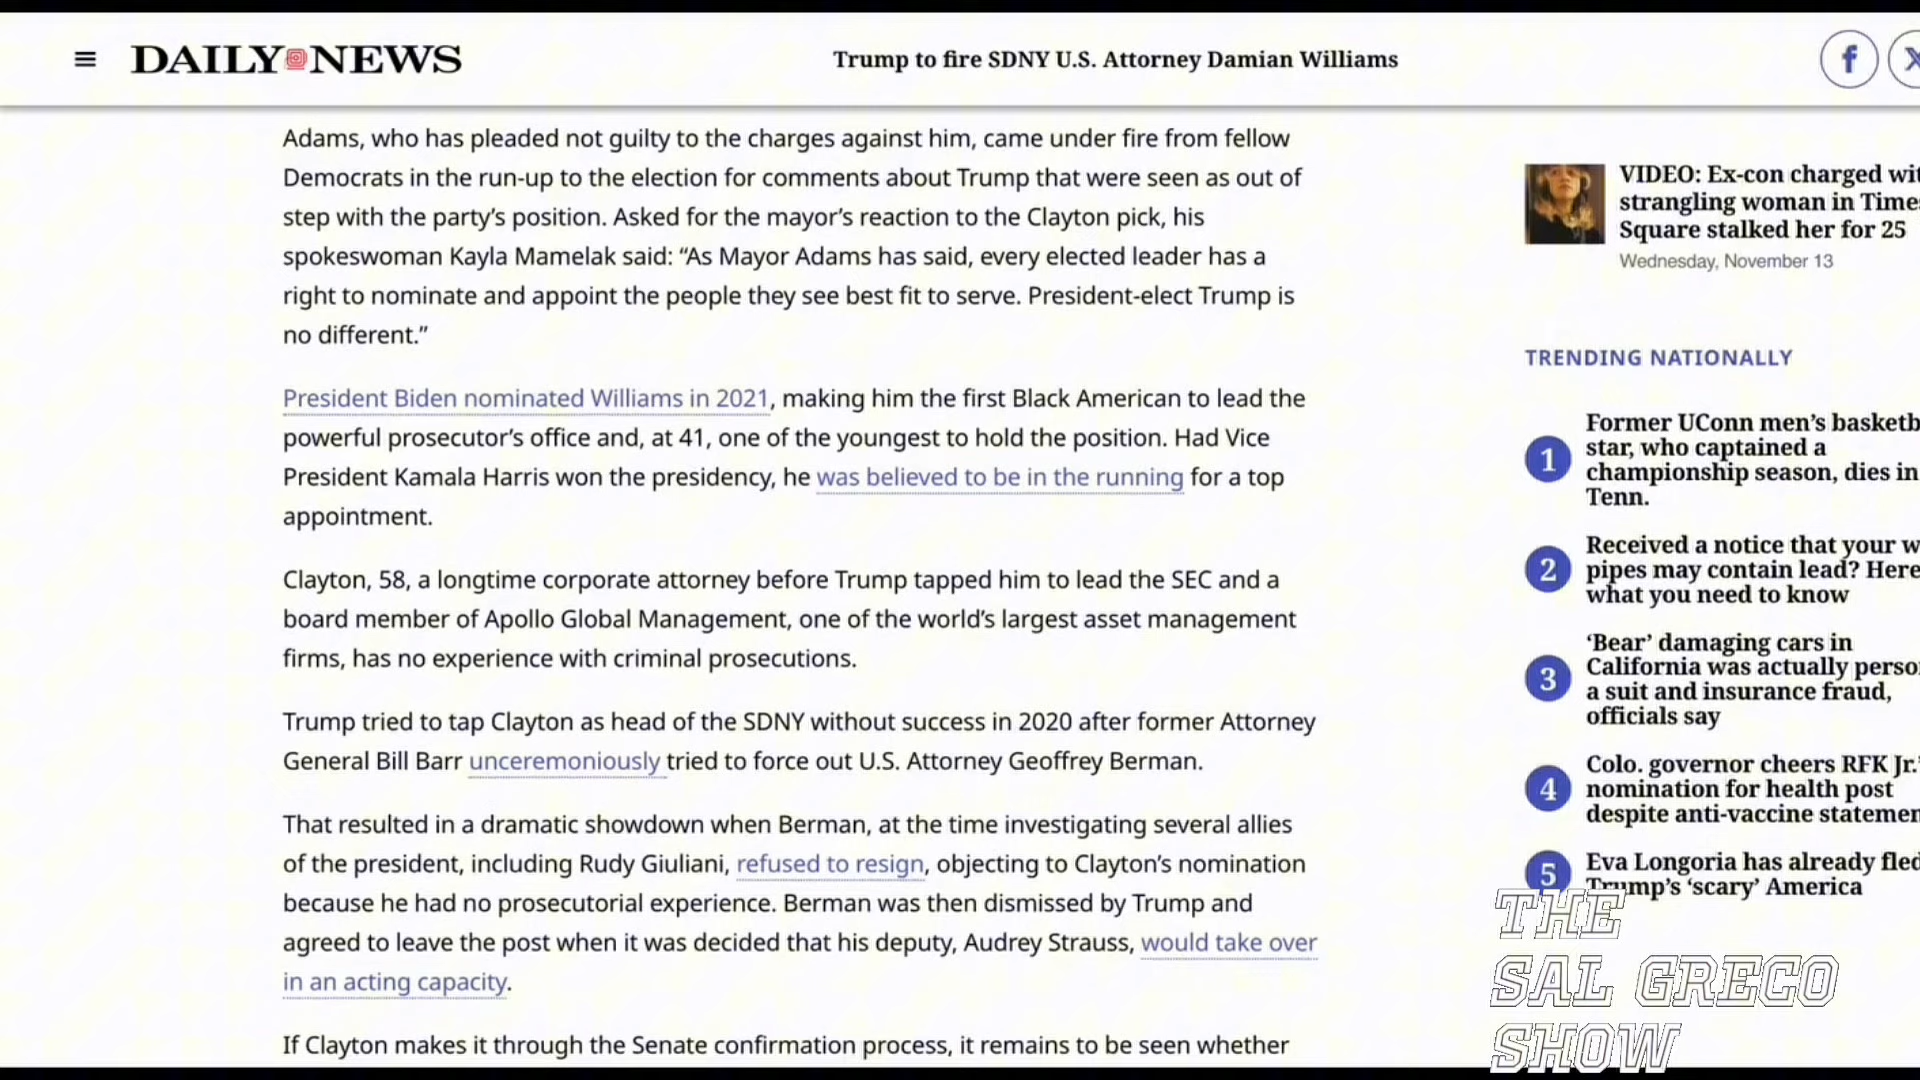 DAILY NEWS
Trump to fire SDNY U.S. Attorney Damian Williams
Adams, who has pleaded not guilty to the charges against him, came under fire from fellow
Democrats in the run-up to the election for comments about Trump that were seen as out of
step with the party’s position. Asked for the mayor’s reaction to the Clayton pick, his
spokeswoman Kayla Mamelak said: “As Mayor Adams has said, every elected leader has a
right to nominate and appoint the people they see best fit to serve. President-elect Trump is
no different.”
President Biden nominated Williams in 2021, making him the first Black American to lead the
powerful prosecutor’s office and, at 41, one of the youngest to hold the position. Had Vice
President Kamala Harris won the presidency, he was believed to be in the running for a top
appointment.
Clayton, 58, a longtime corporate attorney before Trump tapped him to lead the SEC and a
board member of Apollo Global Management, one of the world’s largest asset management
firms, has no experience with criminal prosecutions.
Trump tried to tap Clayton as head of the SDNY without success in 2020 after former Attorney
General Bill Barr unceremoniously tried to force out U.S. Attorney Geoffrey Berman.
That resulted in a dramatic showdown when Berman, at the time investigating several allies
of the president, including Rudy Giuliani, refused to resign, objecting to Clayton’s nomination
because he had no prosecutorial experience. Berman was then dismissed by Trump and
agreed to leave the post when it was decided that his deputy, Audrey Strauss, would take over
in an acting capacity.
If Clayton makes it through the Senate confirmation process, it remains to be seen whether
VIDEO: Ex-con charged wit
strangling woman in Time
Square stalked her for 25
Wednesday, November 13
TRENDING NATIONALLY
1
Former UConn men’s basketb
star, who captained a
championship season, dies in
Tenn.
2
Received a notice that your w
pipes may contain lead? Here
what you need to know
3
‘Bear’ damaging cars in
California was actually perso
a suit and insurance fraud,
officials say
4
Colo. governor cheers RFK Jr.’
nomination for health post
despite anti-vaccine statemen
5
Eva Longoria has already fled
Trump’s ‘scary’ America
THE
SAL GRECO
SHOW